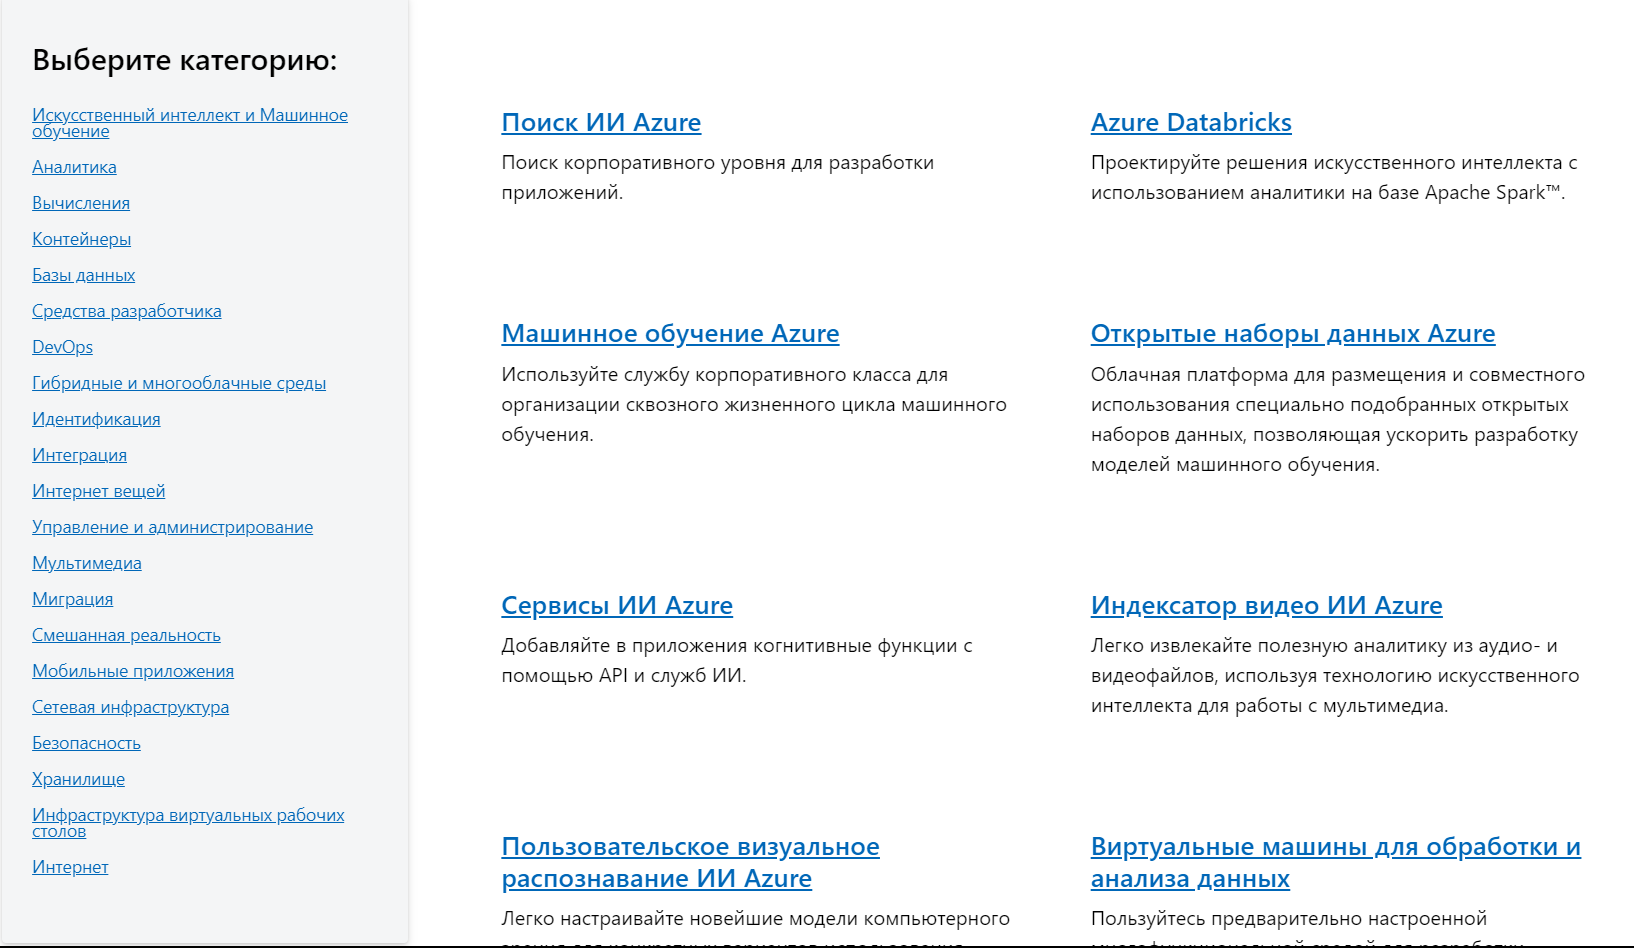 Выберите категорию:
Искусственный интеллект и Машинное
обучение
Аналитика
Вычисления
Контейнеры
Базы данных
Средства разработчика
DevOps
Гибридные и многооблачные среды
Идентификация
Интеграция
Интернет вещей
Управление и администрирование
Мультимедиа
Миграция
Смешанная реальность
Мобильные приложения
Сетевая инфраструктура
Безопасность
Хранилище
Инфраструктура виртуальных рабочих
столов
Интернет
Поиск ИИ Azure
Поиск корпоративного уровня для разработки
приложений.
Azure Databricks
Проектируйте решения искусственного интеллекта с
использованием аналитики на базе Apache Spark™.
Машинное обучение Azure
Используйте службу корпоративного класса для
организации сквозного жизненного цикла машинного
обучения.
Открытые наборы данных Azure
Облачная платформа для размещения и совместного
использования специально подобранных открытых
наборов данных, позволяющая ускорить разработку
моделей машинного обучения.
Сервисы ИИ Azure
Добавляйте в приложения когнитивные функции с
помощью API и служб ИИ.
Индексатор видео ИИ Azure
Легко извлекайте полезную аналитику из аудио- и
видеофайлов, используя технологию искусственного
интеллекта для работы с мультимедиа.
Пользовательское визуальное
распознавание ИИ Azure
Легко настраивайте новейшие модели компьютерного
Виртуальные машины для обработки и
анализа данных
Пользуйтесь предварительно настроенной